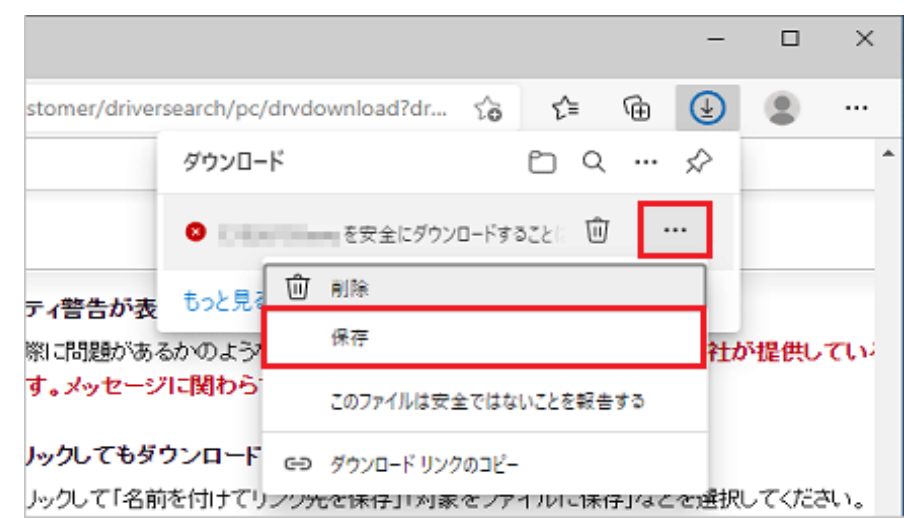 stomer/driversearch/pc/drvdownload?dr...
ダウンロード
を安全にダウンロードすること
もっと見る
削除
保存
このファイルは安全ではないことを報告する
ダウンロード リンクのコピー
ティ警告が表
際に問題があるかのような
社が提供している
す。メッセージに関わらず
リックしてもダウンロード
リックして「名前を付けてリンク先を保存」「対象をファイルに保存」などを選択してください。